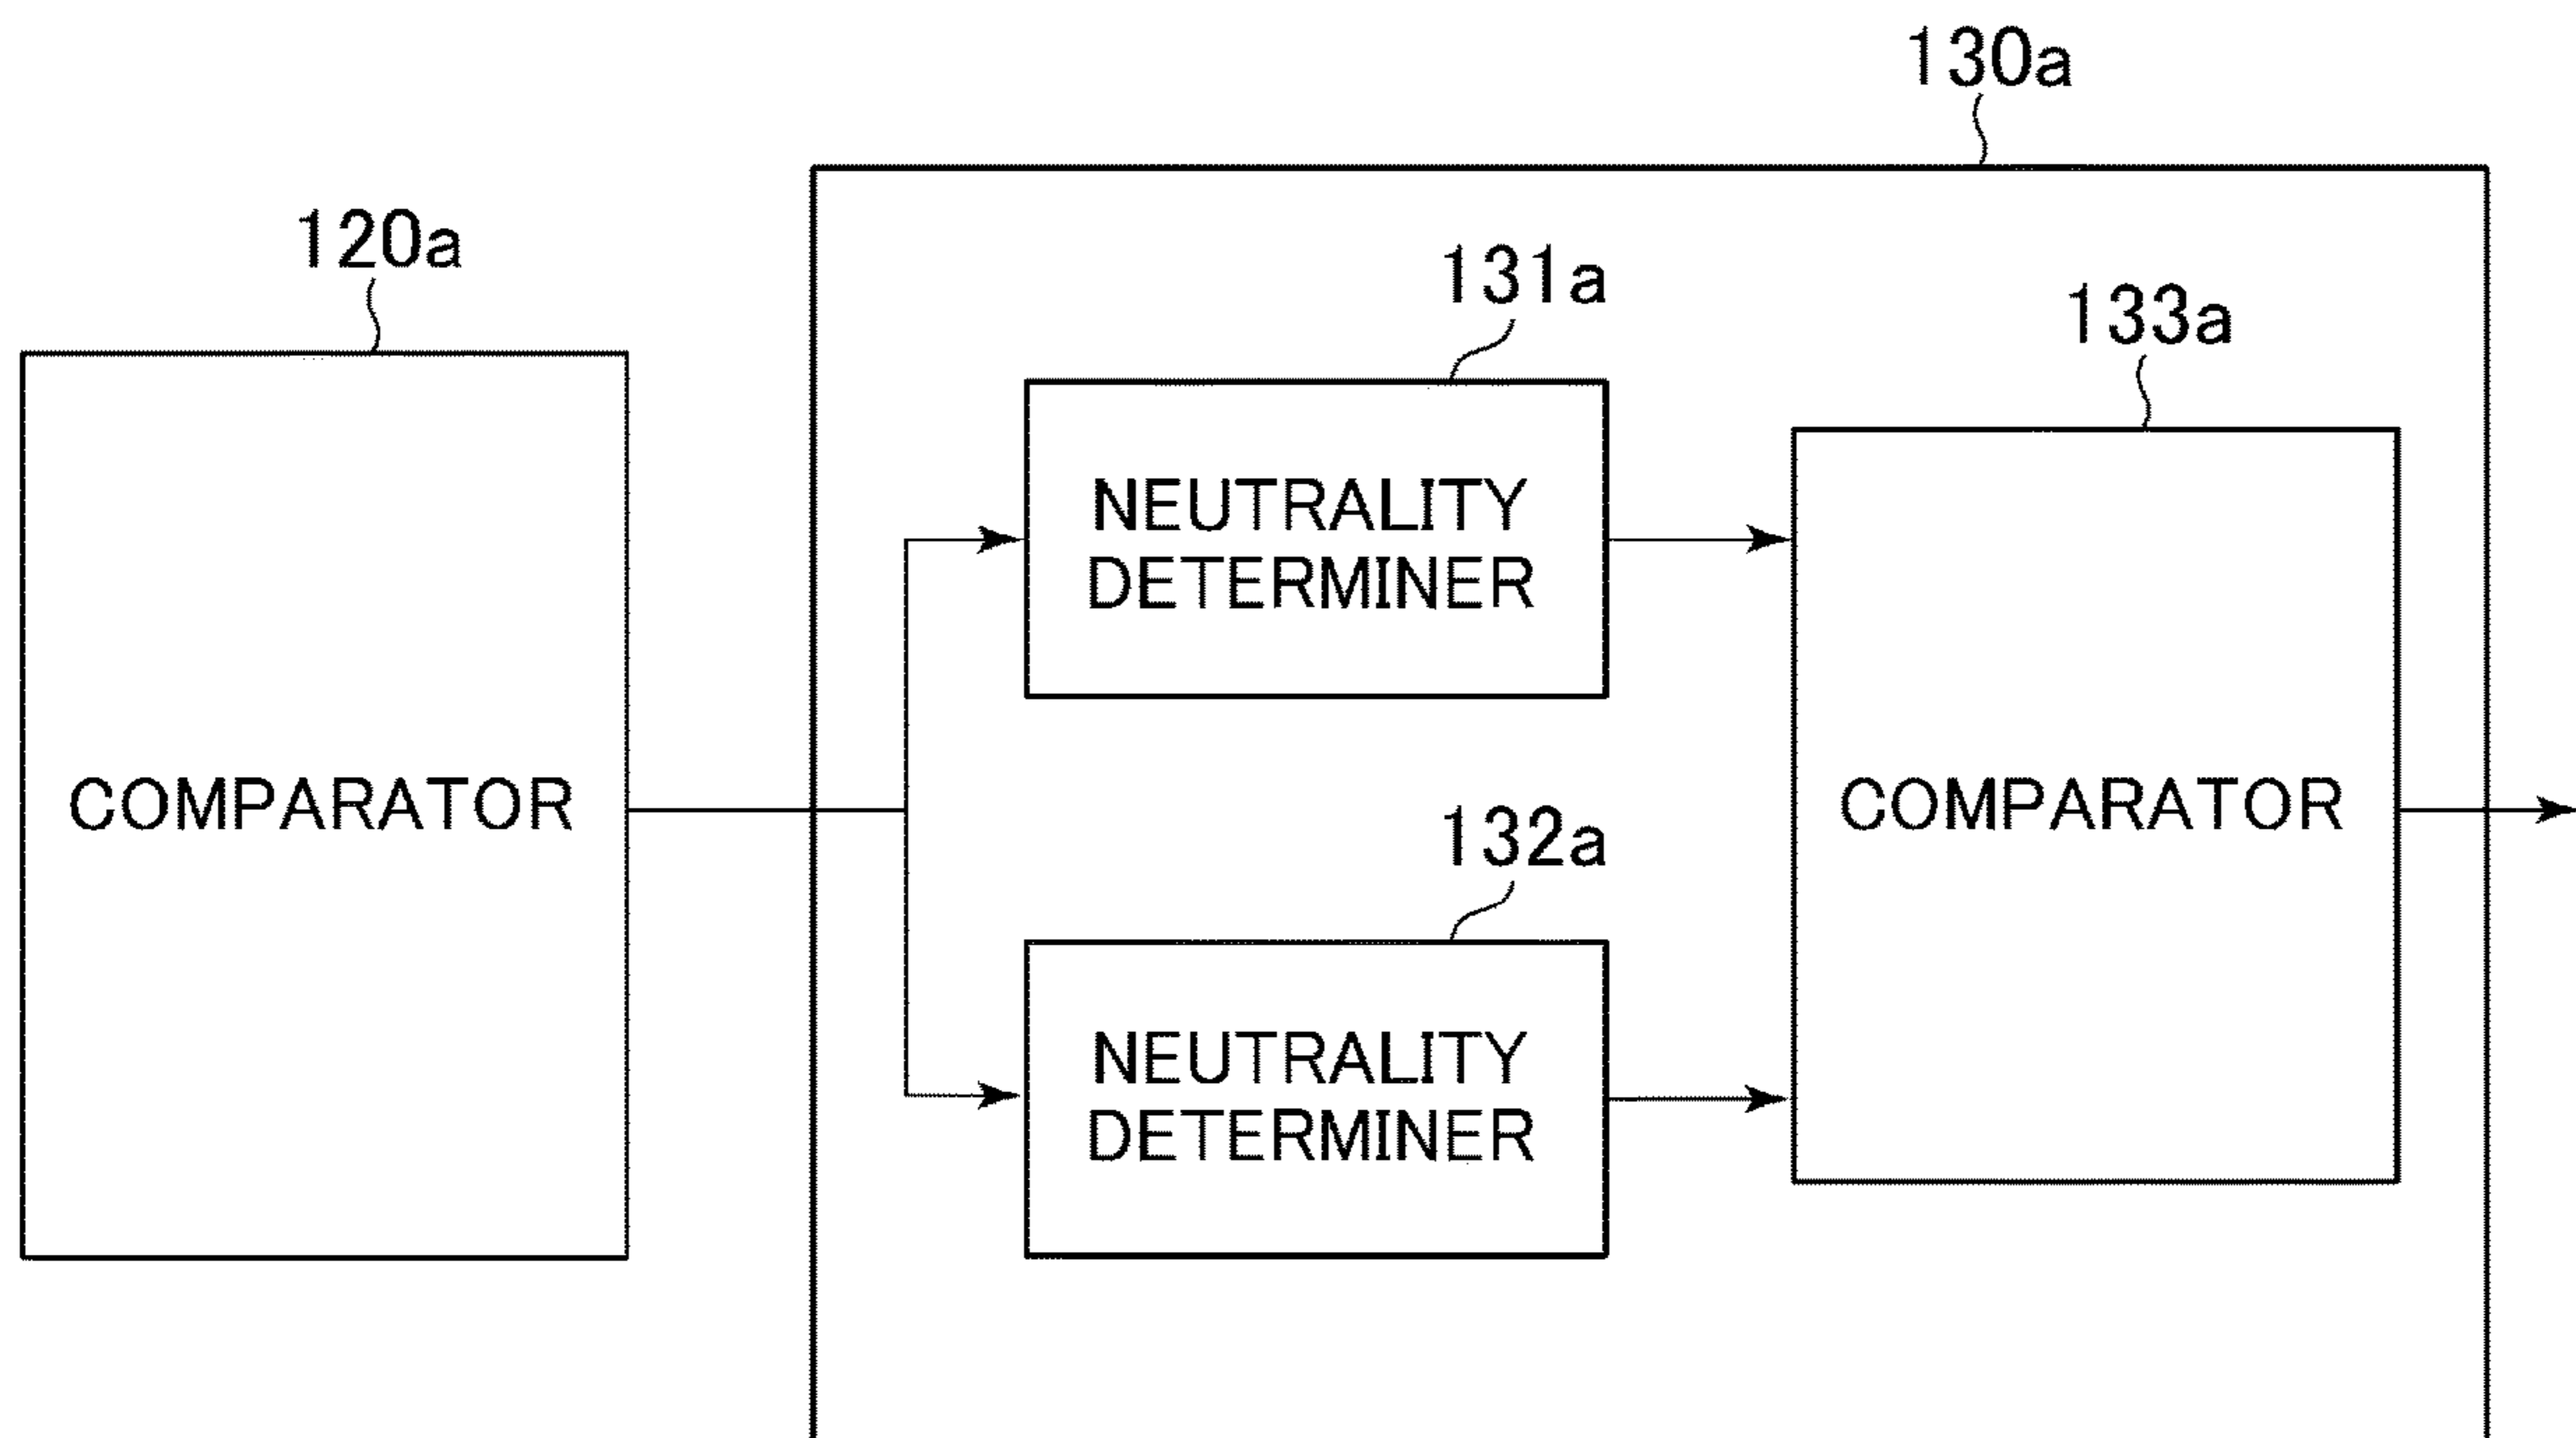 130a
120a
131a
133a
NEUTRALITY
DETERMINER
COMPARATOR
COMPARATOR
132a
NEUTRALITY
DETERMINER